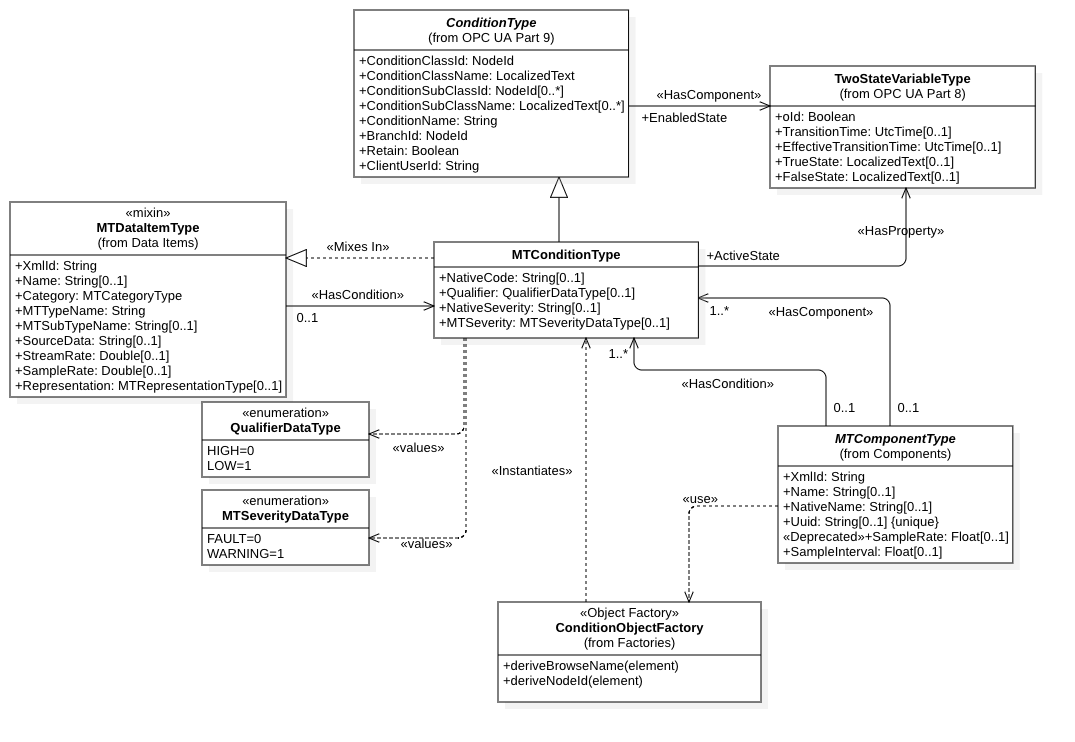 ConditionType
(from OPC UA Part 9)
+ConditionClassId: NodeId
+ConditionClassName: LocalizedText
+ConditionSubClassId: NodeId[0..*]
+ConditionSubClassName: LocalizedText[0..*]
+ConditionName: String
+BranchId: NodeId
+Retain: Boolean
+ClientUserId: String
«HasComponent»
+EnabledState
TwoStateVariableType
(from OPC UA Part 8)
+oId: Boolean
+TransitionTime: UtcTime[0..1]
+EffectiveTransitionTime: UtcTime[0..1]
+TrueState: LocalizedText[0..1]
+FalseState: LocalizedText[0..1]
«mixin»
MTDataItemType
(from Data Items)
+XmlId: String
+Name: String[0..1]
+Category: MTCategoryType
+MTTypeName: String
+MTSubTypeName: String[0..1]
+SourceData: String[0..1]
+StreamRate: Double[0..1]
+SampleRate: Double[0..1]
+Representation: MTRepresentationType[0..1]
«Mixes In»
«HasCondition»
0..1
MTConditionType
+NativeCode: String[0..1]
+Qualifier: QualifierDataType[0..1]
+NativeSeverity: String[0..1]
+MTSeverity: MTSeverityDataType[0..1]
«HasProperty»
+ActiveState
1..*
«HasComponent»
1..*
«HasCondition»
0..1
0..1
«enumeration»
QualifierDataType
HIGH=0
LOW=1
«values»
«enumeration»
MTSeverityDataType
FAULT=0
WARNING=1
«values»
«Instantiates»
«use»
MTComponentType
(from Components)
+XmlId: String
+Name: String[0..1]
+NativeName: String[0..1]
+Uuid: String[0..1] {unique}
«Deprecated»+SampleRate: Float[0..1]
+SampleInterval: Float[0..1]
«Object Factory»
ConditionObjectFactory
(from Factories)
+deriveBrowseName(element)
+deriveNodeId(element)